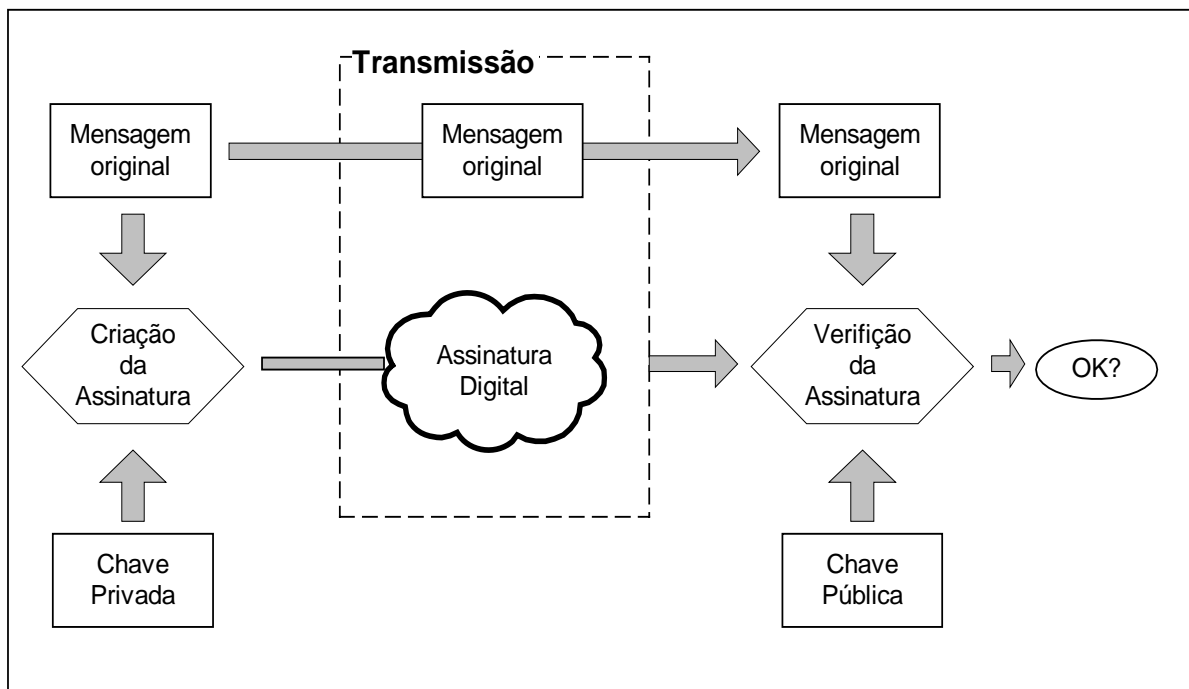 Transmissão
Mensagem
original
Mensagem
original
Mensagem
original
Criação
da
Assinatura
Assinatura
Digital
Verifição
da
Assinatura
OK?
Chave
Privada
Chave
Pública